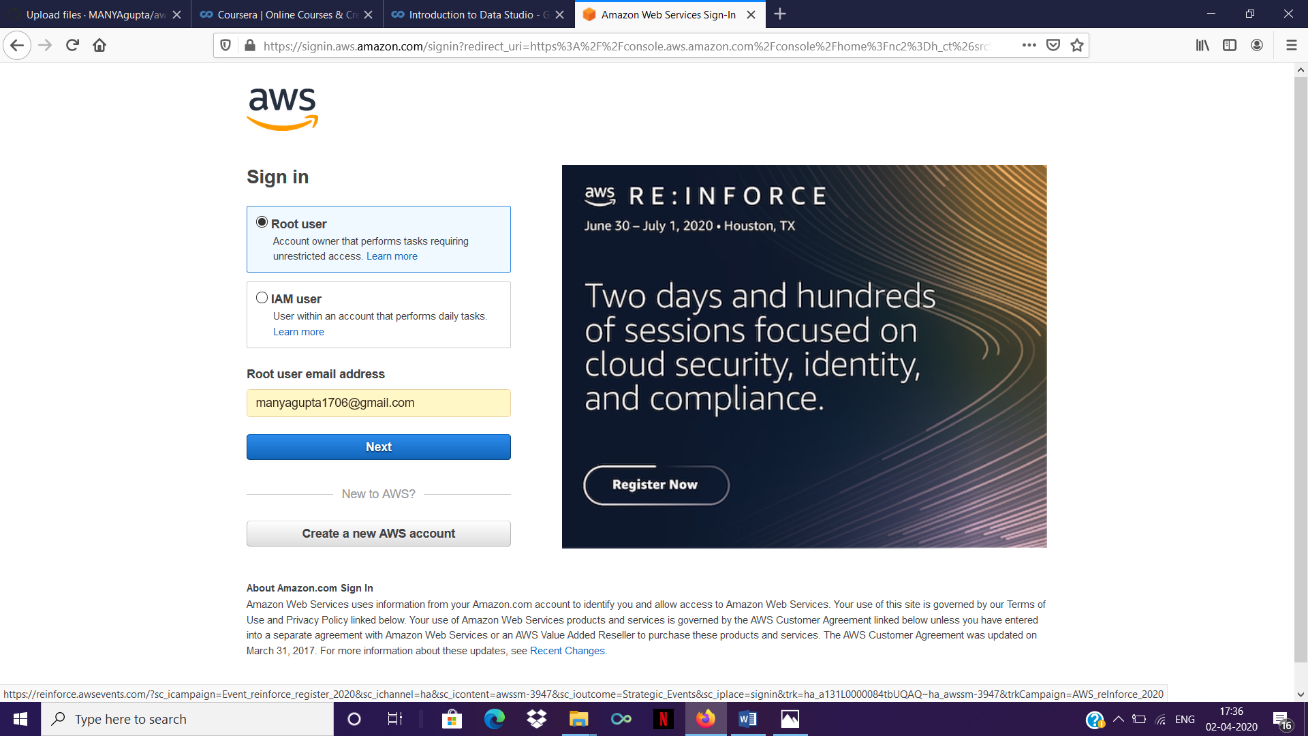 Upload files · MANYAgupta/aw
Coursera | Online Courses & Cr
Introduction to Data Studio - G
Amazon Web Services Sign-In
https://signin.aws.amazon.com/signin?redirect_uri=https%3A%2F%2Fconsole.aws.amazon.com%2Fconsole%2Fhome%3Fnc2%3Dh_ct%26src
aws
Sign in
Root user
Account owner that performs tasks requiring
unrestricted access. Learn more
IAM user
User within an account that performs daily tasks.
Learn more
Root user email address
manyagupta1706@gmail.com
Next
New to AWS?
Create a new AWS account
aws RE:INFORCE
June 30 – July 1, 2020 • Houston, TX
Two days and hundreds
of sessions focused on
cloud security, identity,
and compliance.
Register Now
About Amazon.com Sign In
Amazon Web Services uses information from your Amazon.com account to identify you and allow access to Amazon Web Services. Your use of this site is governed by our Terms of
Use and Privacy Policy linked below. Your use of Amazon Web Services products and services is governed by the AWS Customer Agreement linked below unless you have entered
into a separate agreement with Amazon Web Services or an AWS Value Added Reseller to purchase these products and services. The AWS Customer Agreement was updated on
March 31, 2017. For more information about these updates, see Recent Changes.
https://reinforce.awsevents.com/?sc_icampaign=Event_reinforce_register_2020&sc_ichannel=ha&sc_icontent=awssm-3947&sc_ioutcome=Strategic_Events&sc_iplace=signin&trk=ha_a131L0000084tbUQAQ~ha_awssm-3947&trkCampaign=AWS_reInforce_2020
Type here to search
N
W
?
ENG
17:36
02-04-2020
16